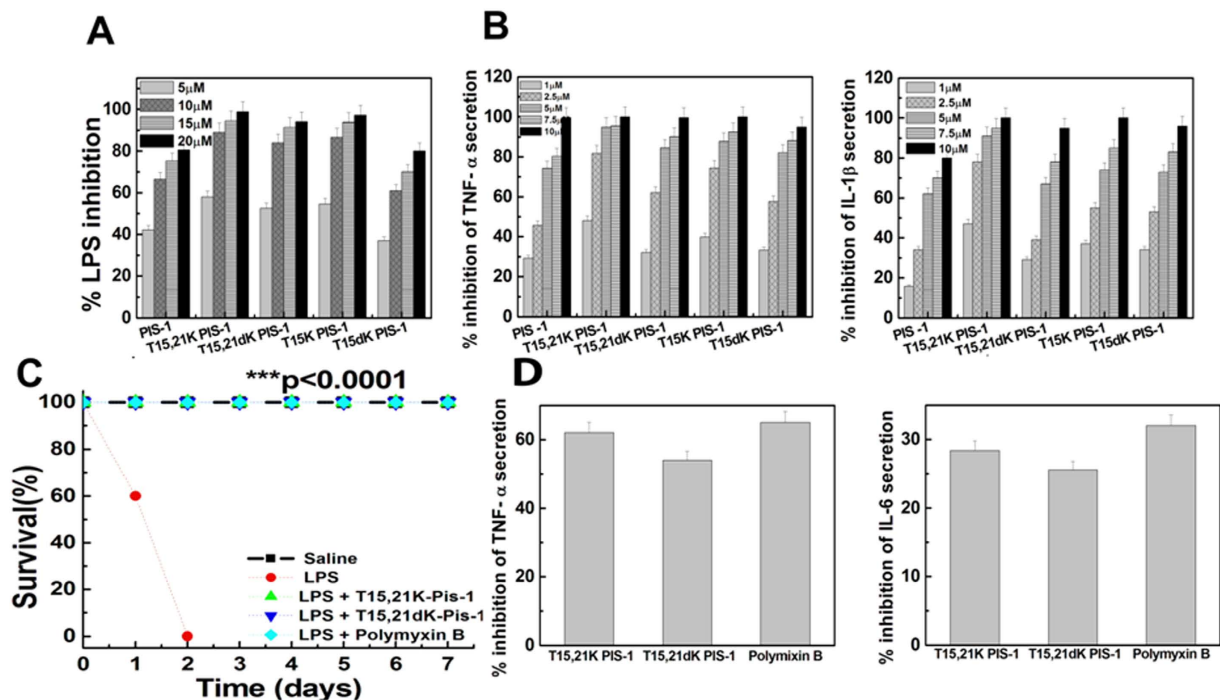 A
B
% LPS inhibition
100
80
60
40
20
0
5μM
10μM
15μM
20μM
PIS-1
T15,21K PIS-1
T15,21dK PIS-1
T15K PIS-1
T15dK PIS-1
% inhibition of TNF- α secretion
120
100
80
60
40
20
0
1μM
2.5μM
5μM
7.5μM
10μM
PIS -1
T15,21K PIS-1
T15,21dK PIS-1
T15K PIS-1
T15dK PIS-1
% inhibition of IL-1β secretion
120
100
80
60
40
20
0
1μM
2.5μM
5μM
7.5μM
10μM
PIS -1
T15,21K PIS-1
T15,21dK PIS-1
T15K PIS-1
T15dK PIS-1
C
***p<0.0001
Survival(%)
100
80
60
40
20
0
Saline
LPS
LPS + T15,21K-Pis-1
LPS + T15,21dK-Pis-1
LPS + Polymyxin B
0 1 2 3 4 5 6 7
Time (days)
D
% inhibition of TNF- α secretion
60
40
20
0
T15,21K PIS-1
T15,21dK PIS-1
Polymixin B
% inhibition of IL-6 secretion
30
20
10
0
T15,21K PIS-1
T15,21dK PIS-1
Polymyxin B